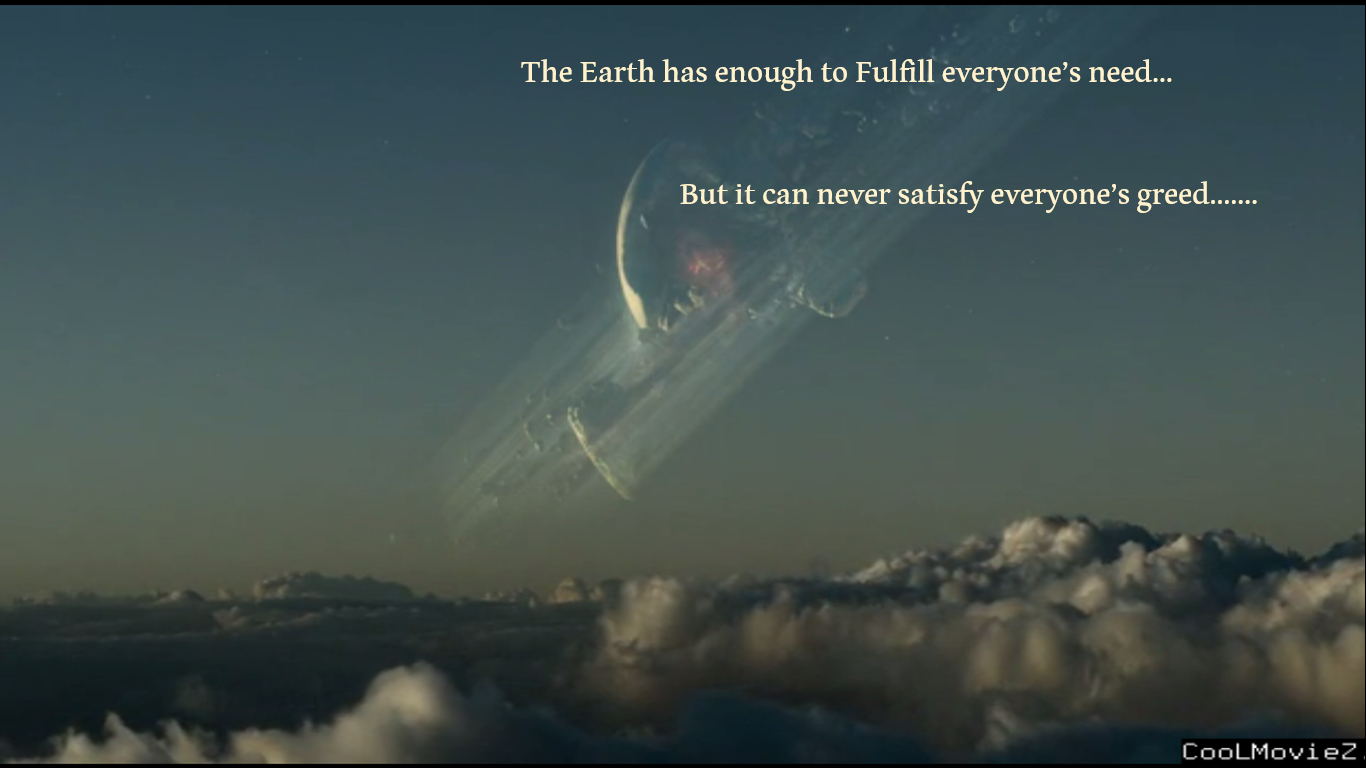 The Earth has enough to Fulfill everyone’s need...
But it can never satisfy everyone’s greed.......
CooLMovieZ